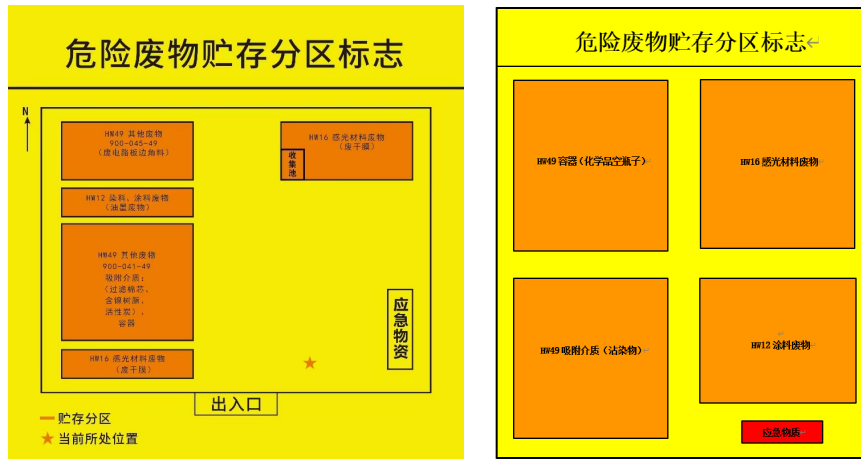 危险废物贮存分区标志
N
HW49 其他废物
900-045-49
（废电路板边角料）
HW16 感光材料废物
（废干膜）
收集池
HW12 染料、涂料废物
（油墨废物）
HW49 其他废物
900-041-49
吸附介质：
（过滤棉芯，
含镍树脂，
活性炭），
容器
应急物资
HW16 感光材料废物
（废干膜）
出入口
贮存分区
当前所处位置
危险废物贮存分区标志
HW49 容器（化学品空瓶子）
HW16 感光材料废物
HW49 吸附介质（沾染物）
HW12 涂料废物
应急物质